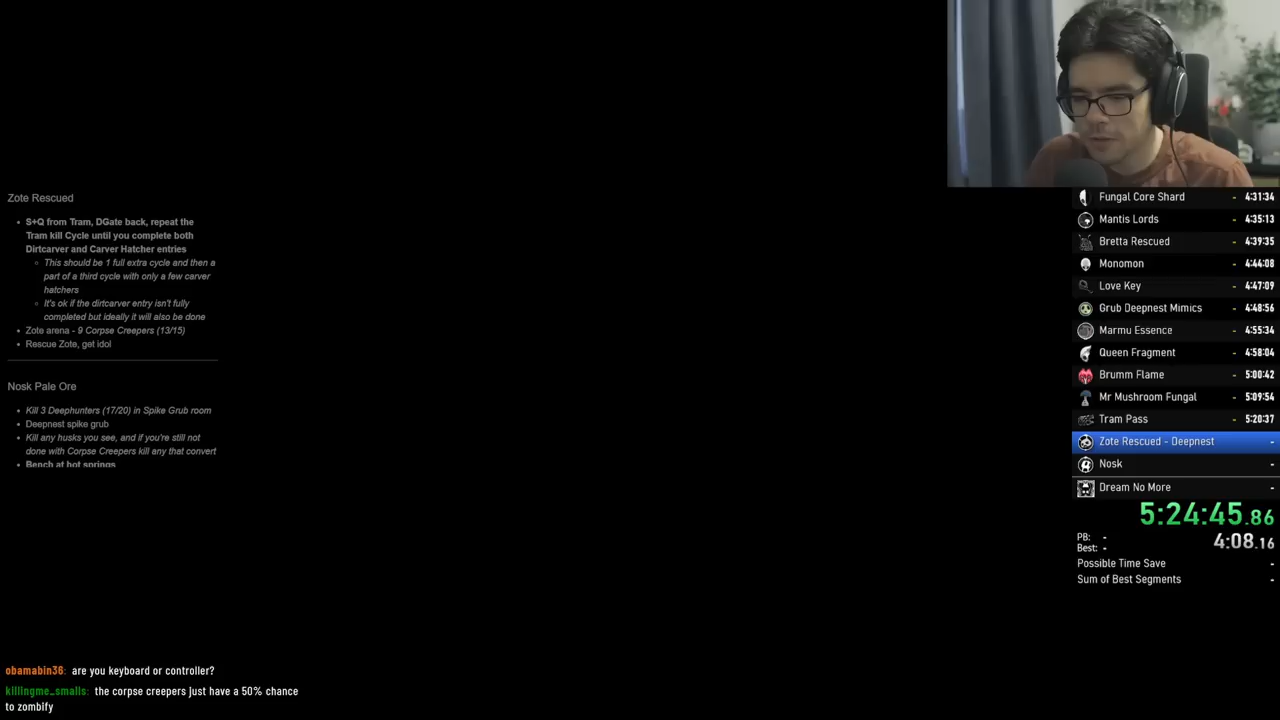 Zote Rescued
• S+Q from Tram, DGate back, repeat the
Tram kill Cycle until you complete both
Dirtcarver and Carver Hatcher entries
◦ This should be 1 full extra cycle and then a
part of a third cycle with only a few carver
hatchers
◦ It's ok if the dirtcarver entry isn't fully
completed but ideally it will also be done
• Zote arena - 9 Corpse Creepers (13/15)
• Rescue Zote, get idol
Nosk Pale Ore
• Kill 3 Deephunters (17/20) in Spike Grub room
• Deepnest spike grub
• Kill any husks you see, and if you're still not
done with Corpse Creepers kill any that convert
• Bench at hot springs
Fungal Core Shard - 4:31:34
Mantis Lords - 4:35:13
Bretta Rescued - 4:39:35
Monomon - 4:44:08
Love Key - 4:47:09
Grub Deepnest Mimics - 4:48:56
Marmu Essence - 4:55:34
Queen Fragment - 4:58:04
Brumm Flame - 5:00:42
Mr Mushroom Fungal - 5:09:54
Tram Pass - 5:20:37
Zote Rescued - Deepnest -
Nosk -
Dream No More -
5:24:45.86
PB: -
Best: -
4:08.16
Possible Time Save -
Sum of Best Segments -
obamabin36: are you keyboard or controller?
killingme_smalls: the corpse creepers just have a 50% chance
to zombify